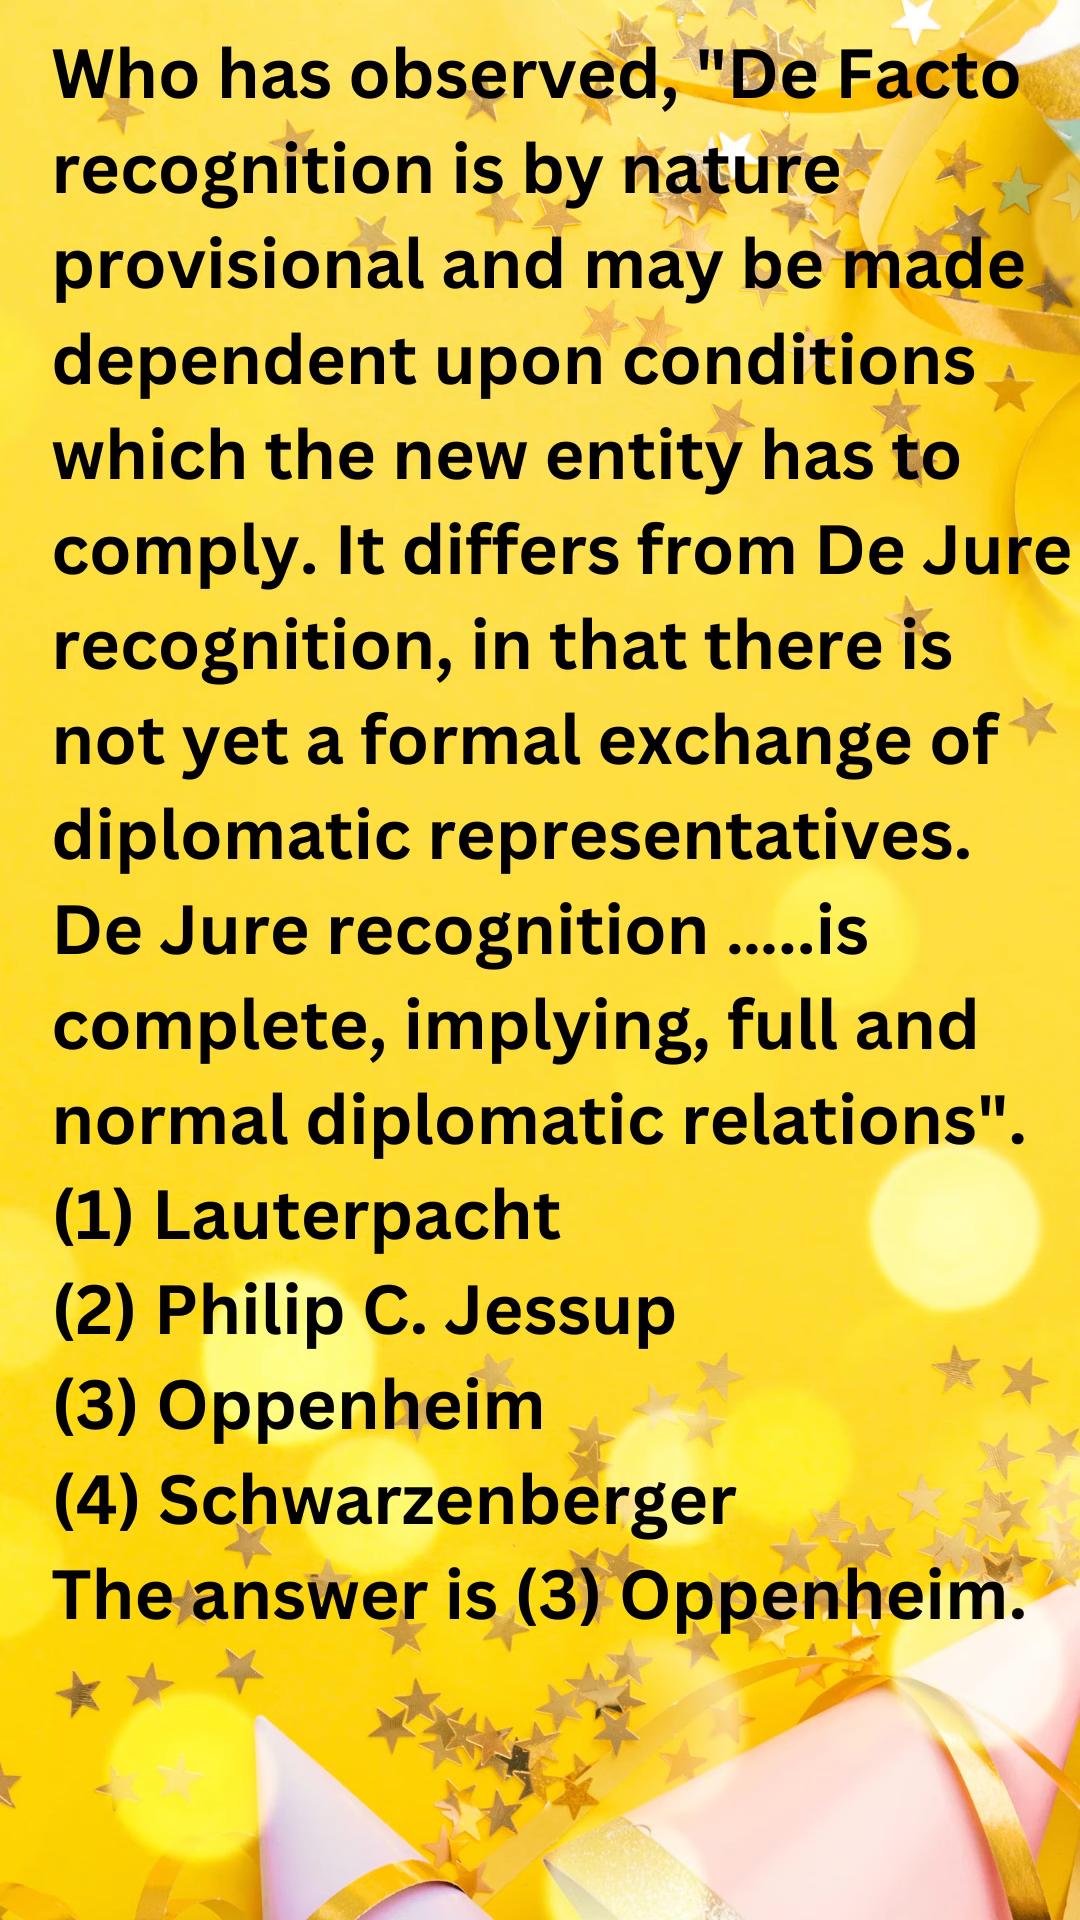 Who has observed, "De Facto
recognition is by nature
provisional and may be made
dependent upon conditions
which the new entity has to
comply. It differs from De Jure
recognition, in that there is
not yet a formal exchange of
diplomatic representatives.
De Jure recognition .....is
complete, implying, full and
normal diplomatic relations".
(1) Lauterpacht
(2) Philip C. Jessup
(3) Oppenheim
(4) Schwarzenberger
The answer is (3) Oppenheim.